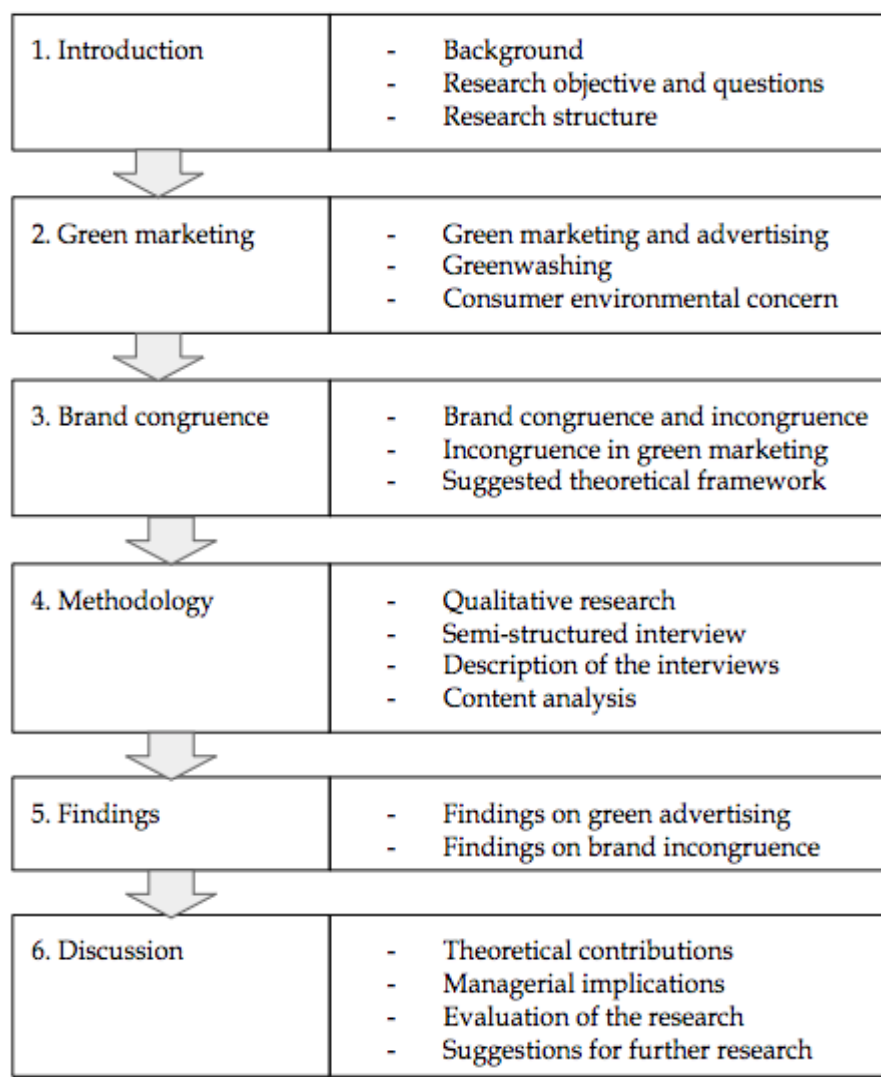 1. Introduction
- Background
- Research objective and questions
- Research structure
2. Green marketing
- Green marketing and advertising
- Greenwashing
- Consumer environmental concern
3. Brand congruence
- Brand congruence and incongruence
- Incongruence in green marketing
- Suggested theoretical framework
4. Methodology
- Qualitative research
- Semi-structured interview
- Description of the interviews
- Content analysis
5. Findings
- Findings on green advertising
- Findings on brand incongruence
6. Discussion
- Theoretical contributions
- Managerial implications
- Evaluation of the research
- Suggestions for further research